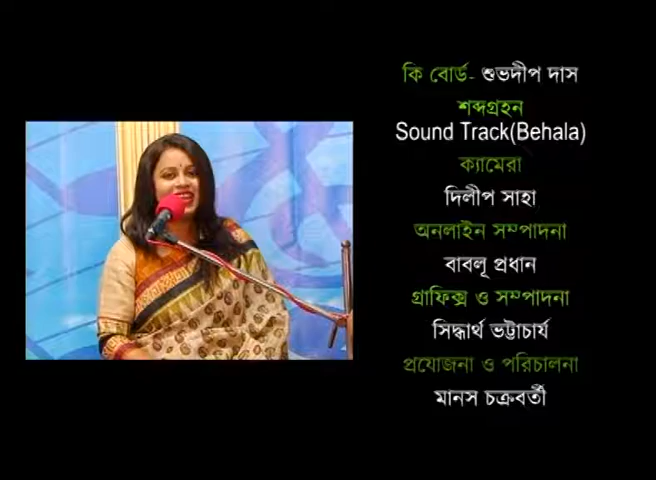 কি বোর্ড- শুভদীপ দাস
শব্দগ্রহন
Sound Track(Behala)
ক্যামেরা
দিলীপ সাহা
অনলাইন সম্পাদনা
বাবলু প্রধান
গ্রাফিক্স ও সম্পাদনা
সিদ্ধার্থ ভট্টাচার্য
প্রযোজনা ও পরিচালনা
মানস চক্রবর্তী